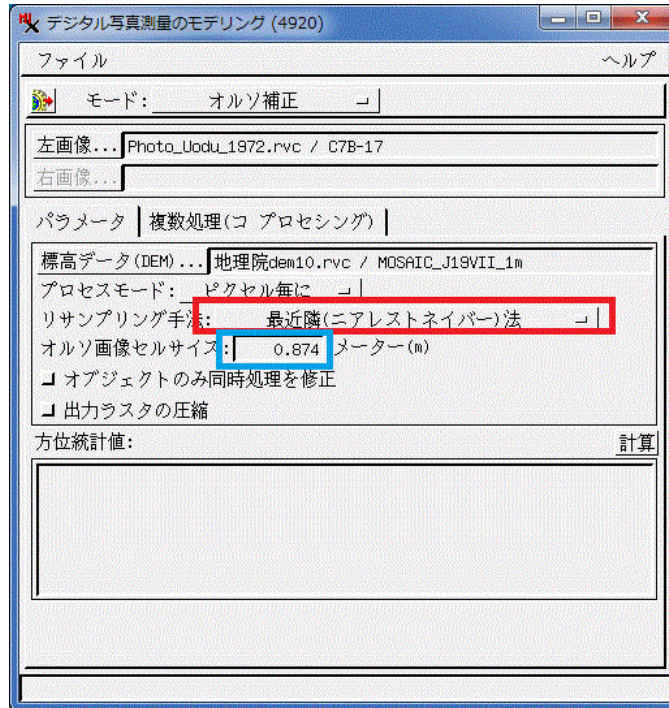 デジタル写真測量のモデリング (4920)
ファイル ヘルプ
モード: オルソ補正
左画像... Photo_Uodu_1972.rvc / C7B-17
右画像...
パラメータ 複数処理(コ プロセシング)
標高データ(DEM)... 地理院dem10.rvc / MOSAIC_J19VII_1m
プロセスモード: ピクセル毎に
リサンプリング手法: 最近隣(ニアレストネイバー)法
オルソ画像セルサイズ: 0.874 メーター(m)
オブジェクトのみ同時処理を修正
出力ラスタの圧縮
方位統計値: 計算